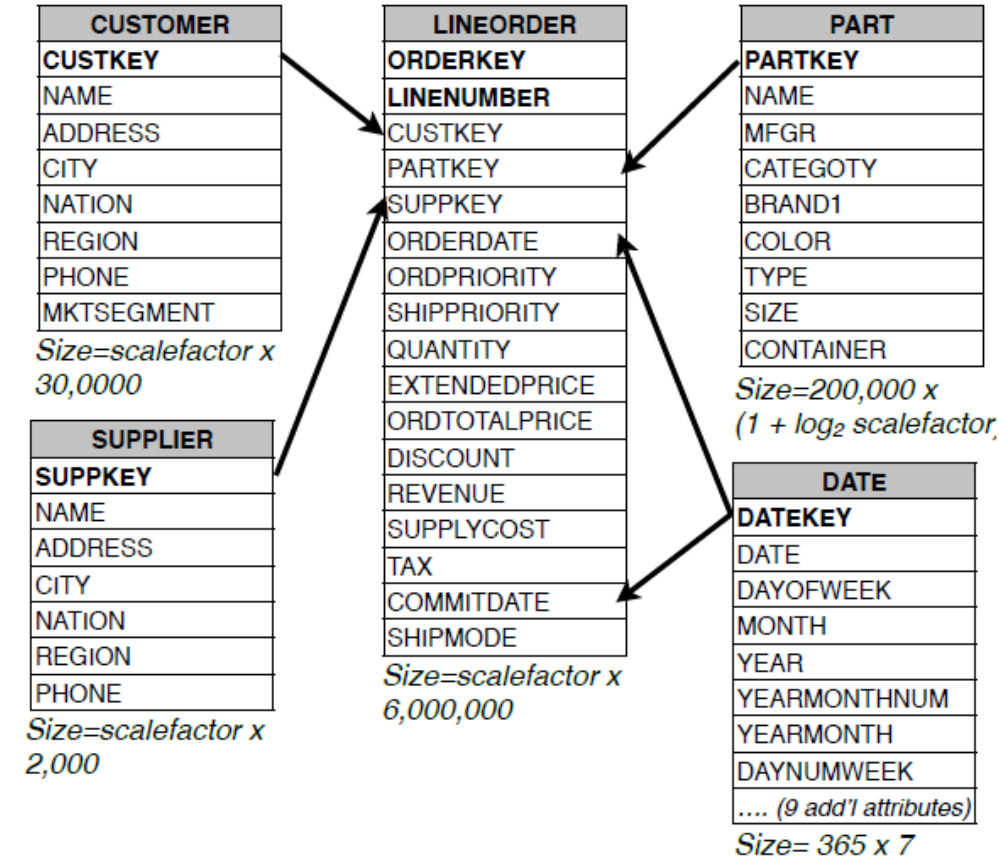 CUSTOMER
CUSTKEY
NAME
ADDRESS
CITY
NATION
REGION
PHONE
MKTSEGMENT
Size=scalefactor x
30,0000
SUPPLIER
SUPPKEY
NAME
ADDRESS
CITY
NATION
REGION
PHONE
Size=scalefactor x
2,000
LINEORDER
ORDERKEY
LINENUMBER
CUSTKEY
PARTKEY
SUPPKEY
ORDERDATE
ORDPRIORITY
SHIPPRIORITY
QUANTITY
EXTENDEDPRICE
ORDTOTALPRICE
DISCOUNT
REVENUE
SUPPLYCOST
TAX
COMMITDATE
SHIPMODE
Size=scalefactor x
6,000,000
PART
PARTKEY
NAME
MFGR
CATEGOTY
BRAND1
COLOR
TYPE
SIZE
CONTAINER
Size=200,000 x
(1 + log₂ scalefactor)
DATE
DATEKEY
DATE
DAYOFWEEK
MONTH
YEAR
YEARMONTHNUM
YEARMONTH
DAYNUMWEEK
.... (9 add'l attributes)
Size= 365 x 7